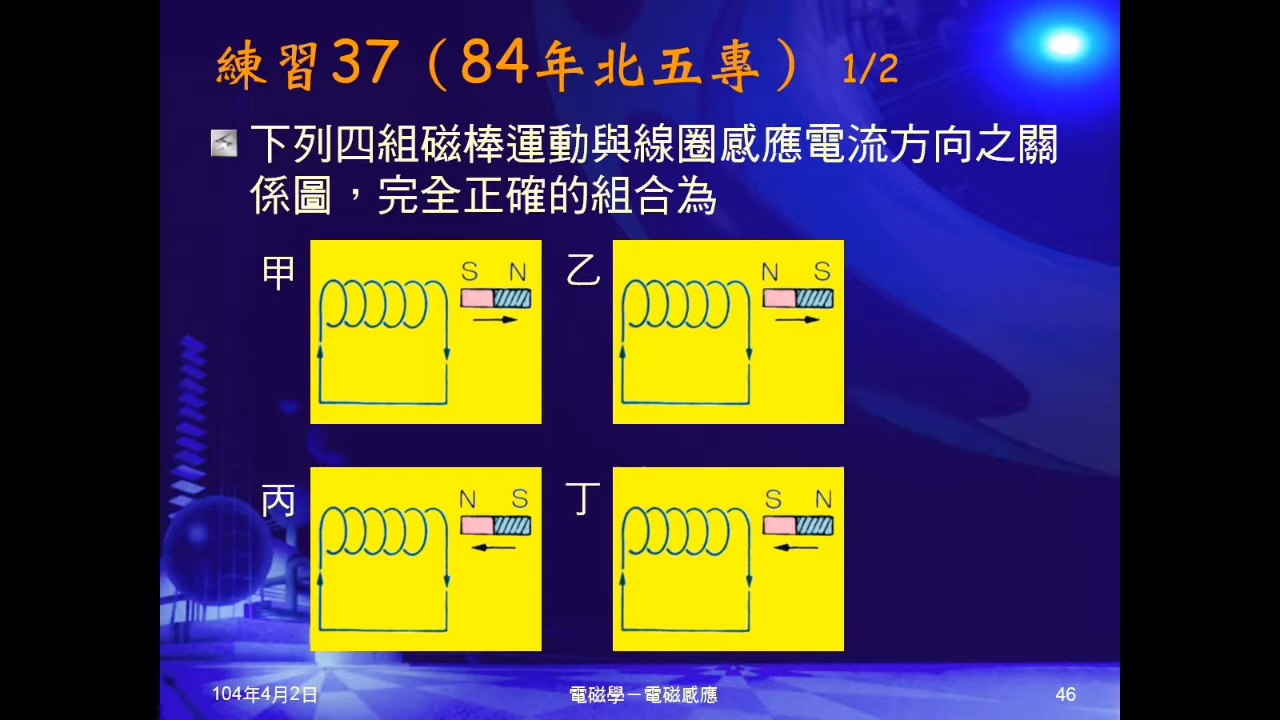 練習37（84年北五專） 1/2
下列四組磁棒運動與線圈感應電流方向之關
係圖，完全正確的組合為
甲
S N
乙
N S
丙
N S
丁
S N
104年4月2日
電磁學－電磁感應
46